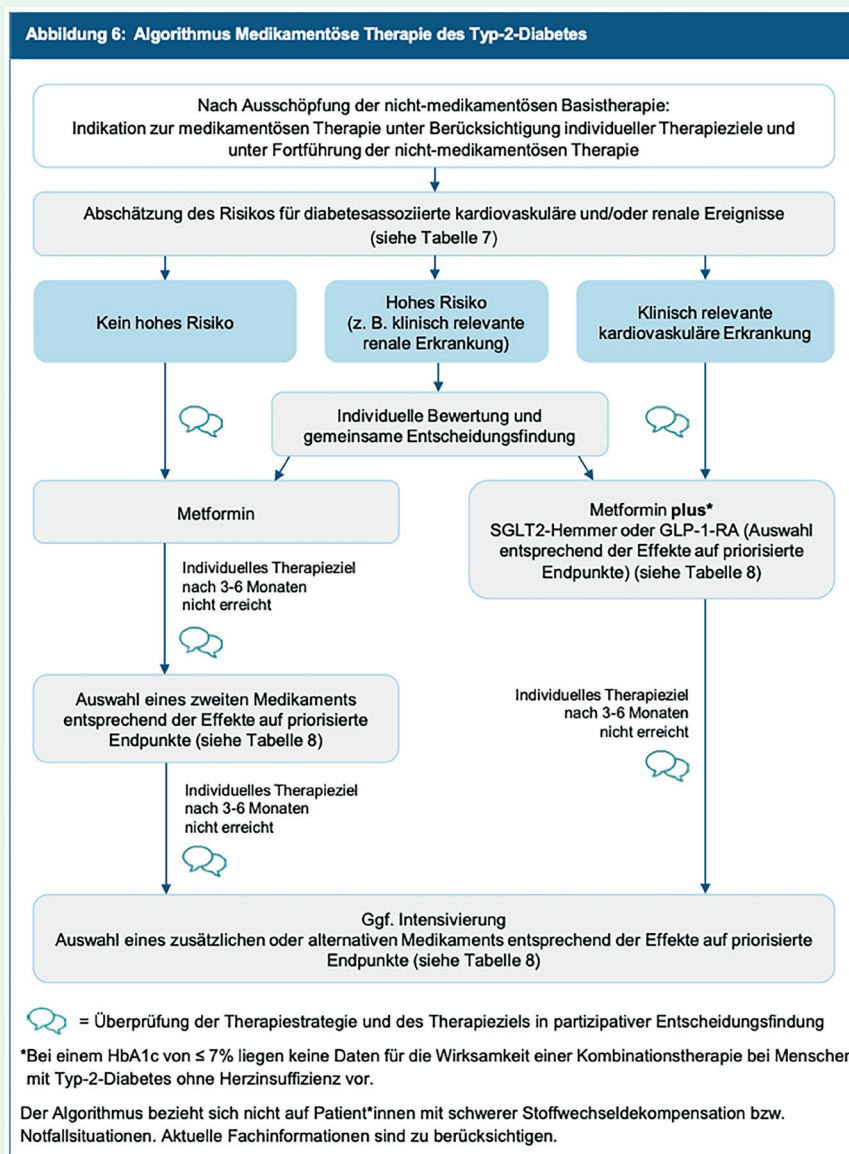 Abbildung 6: Algorithmus Medikamentöse Therapie des Typ-2-Diabetes
Nach Ausschöpfung der nicht-medikamentösen Basistherapie:
Indikation zur medikamentösen Therapie unter Berücksichtigung individueller Therapieziele und
unter Fortführung der nicht-medikamentösen Therapie
Abschätzung des Risikos für diabetesassoziierte kardiovaskuläre und/oder renale Ereignisse
(siehe Tabelle 7)
Kein hohes Risiko
Hohes Risiko
(z. B. klinisch relevante
renale Erkrankung)
Klinisch relevante
kardiovaskuläre Erkrankung
Individuelle Bewertung und
gemeinsame Entscheidungsfindung
Metformin
Metformin plus*
SGLT2-Hemmer oder GLP-1-RA (Auswahl
entsprechend der Effekte auf priorisierte
Endpunkte) (siehe Tabelle 8)
Individuelles Therapieziel
nach 3-6 Monaten
nicht erreicht
Auswahl eines zweiten Medikaments
entsprechend der Effekte auf priorisierte
Endpunkte (siehe Tabelle 8)
Individuelles Therapieziel
nach 3-6 Monaten
nicht erreicht
Individuelles Therapieziel
nach 3-6 Monaten
nicht erreicht
Ggf. Intensivierung
Auswahl eines zusätzlichen oder alternativen Medikaments entsprechend der Effekte auf priorisierte
Endpunkte (siehe Tabelle 8)
= Überprüfung der Therapiestrategie und des Therapieziels in partizipativer Entscheidungsfindung
*Bei einem HbA1c von ≤ 7% liegen keine Daten für die Wirksamkeit einer Kombinationstherapie bei Menschen
mit Typ-2-Diabetes ohne Herzinsuffizienz vor.
Der Algorithmus bezieht sich nicht auf Patient*innen mit schwerer Stoffwechseldekompensation bzw.
Notfallsituationen. Aktuelle Fachinformationen sind zu berücksichtigen.